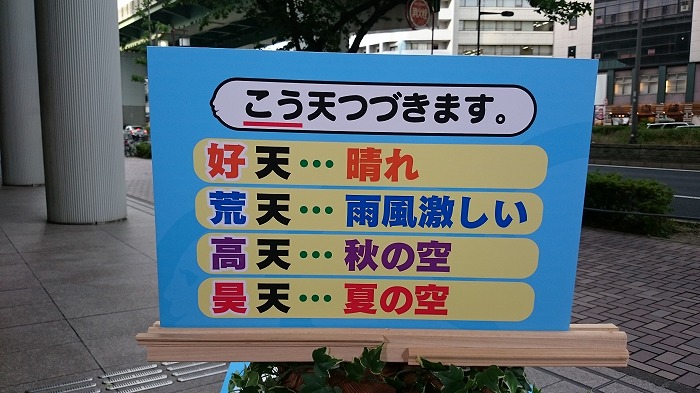 こう天つづきます。
好天…晴れ
荒天…雨風激しい
高天…秋の空
昊天…夏の空